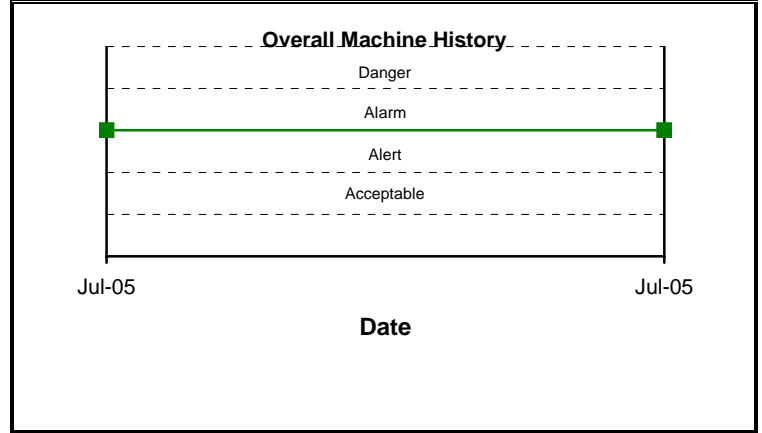 Overall Machine History
Danger
Alarm
Alert
Acceptable
Jul-05 Jul-05
Date